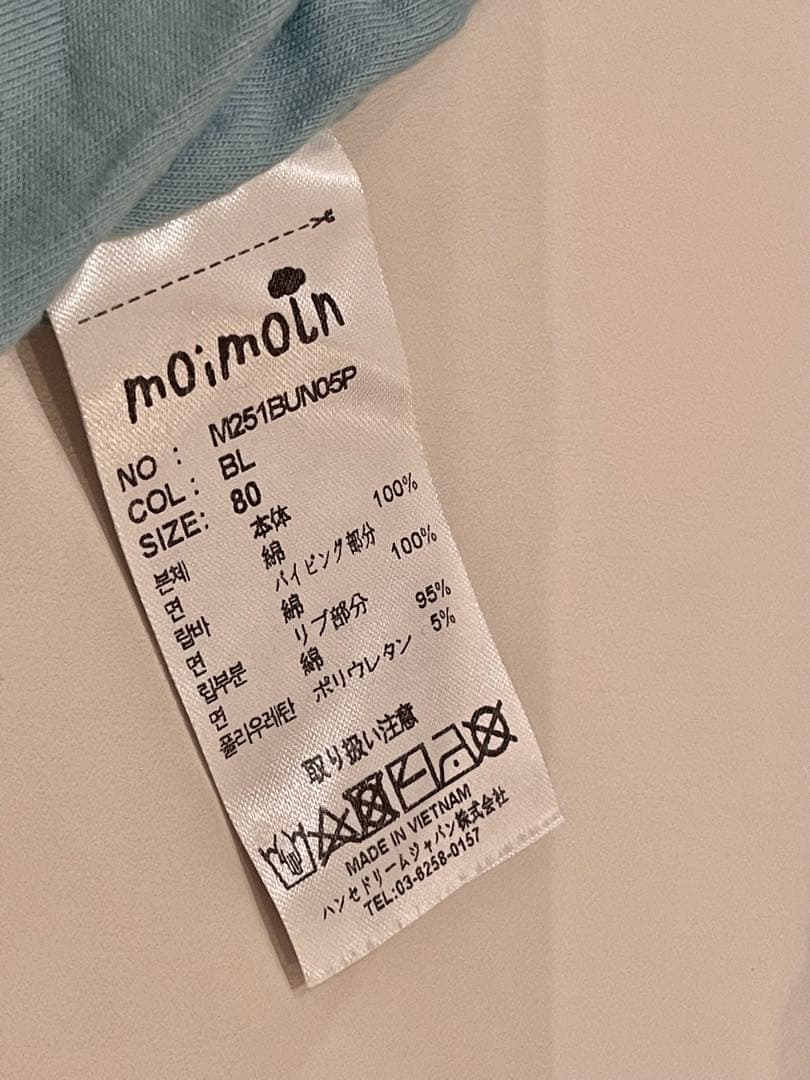 moimoln
NO : M251BUN05P
COL : BL
SIZE: 80
본체 本体
면 綿 100%
랍바 パイピング部分
면 綿 100%
립부분 リブ部分
면 綿 95%
폴리우레탄 ポリウレタン 5%
取り扱い注意
MADE IN VIETNAM
ハンセドリームジャパン株式会社
TEL:03-6258-0157